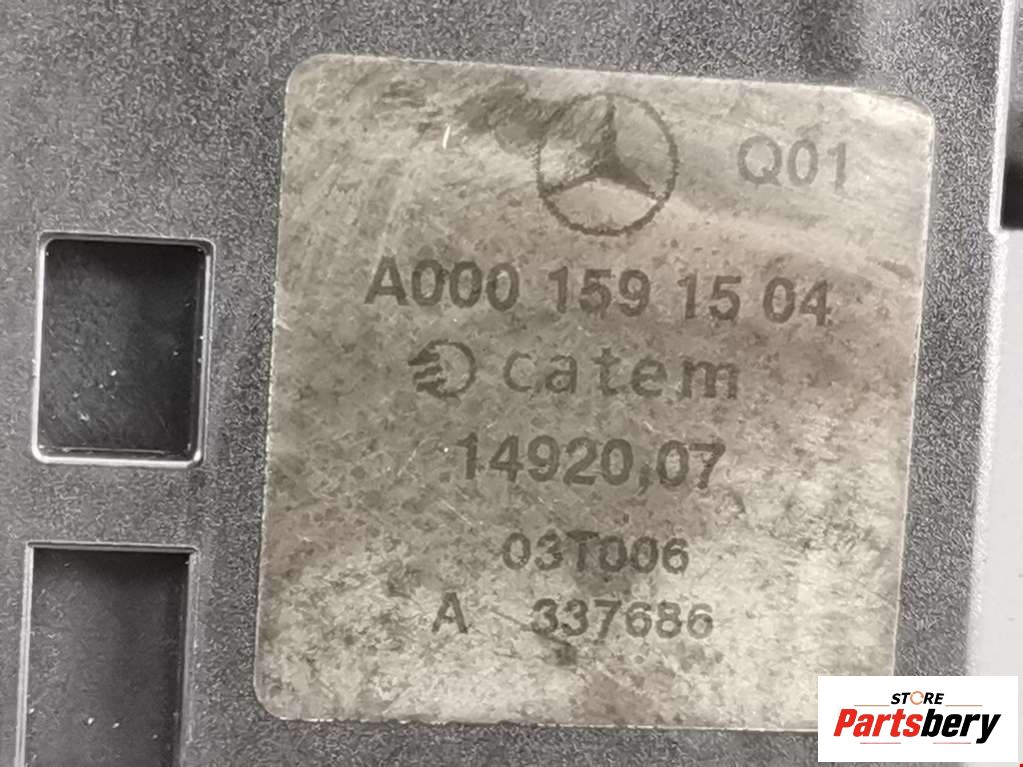 Q01
A000 159 15 04
catem
14920,07
03T006
A 337686
STORE
Partsbery